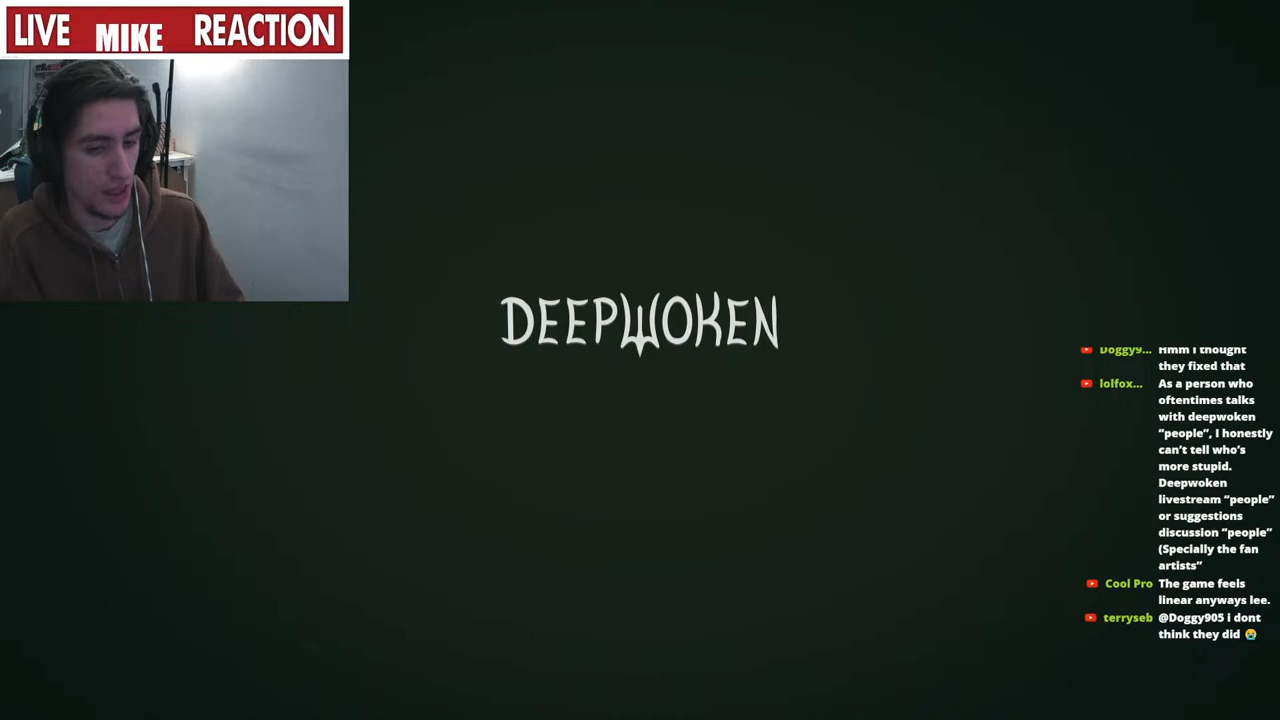 LIVE MIKE REACTION
DEEPWOKEN
Doggy9... Hmm I thought
they fixed that
lolfox... As a person who
oftentimes talks
with deepwoken
“people”, I honestly
can’t tell who’s
more stupid.
Deepwoken
livestream “people”
or suggestions
discussion “people”
(Specially the fan
artists”
Cool Pro The game feels
linear anyways lee.
terryseb @Doggy905 i dont
think they did 😭